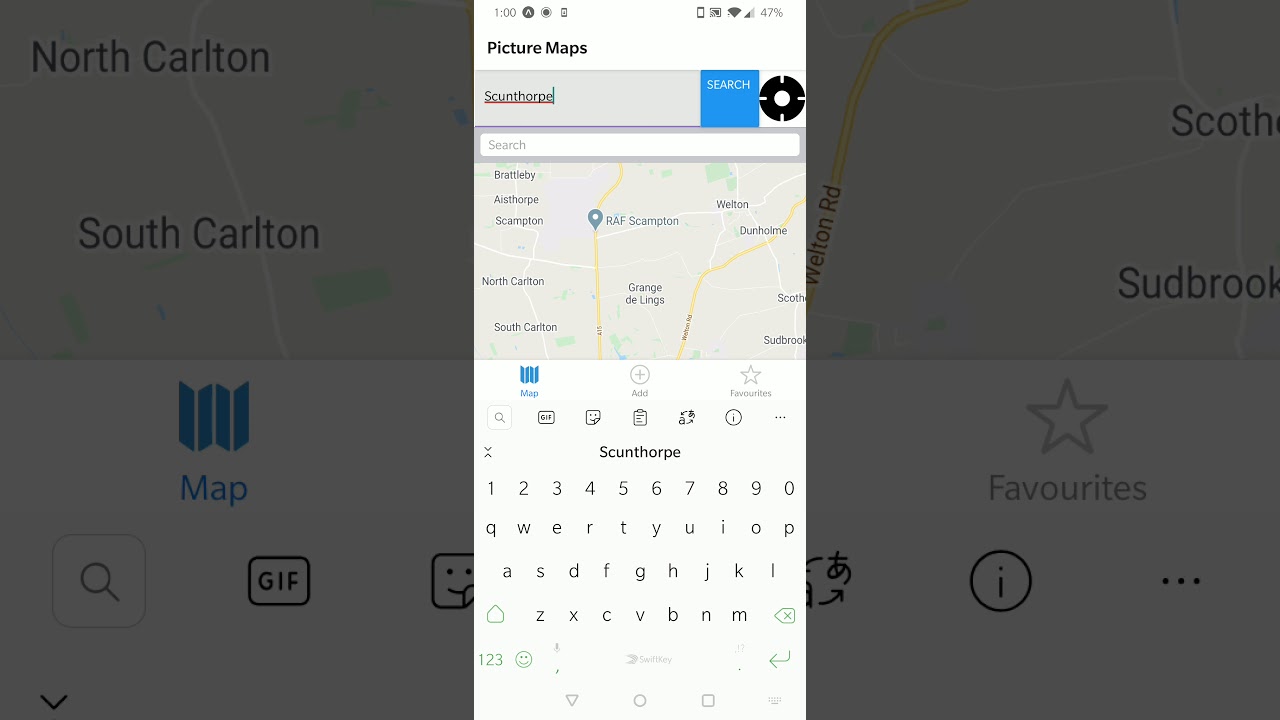 1:00
47%
Picture Maps
Scunthorpe
SEARCH
Search
Brattleby
Aisthorpe
Scampton
RAF Scampton
Welton
Dunholme
North Carlton
Grange
de Lings
Scothe
South Carlton
A15
Welton Rd
Sudbrook
Map
Add
Favourites
GIF
Scunthorpe
1 2 3 4 5 6 7 8 9 0
q w e r t y u i o p
a s d f g h j k l
z x c v b n m
123
, SwiftKey ,!? .
North Carlton
South Carlton
Welton Rd
Scothe
Sudbrook
Map
Favourites
GIF
あ